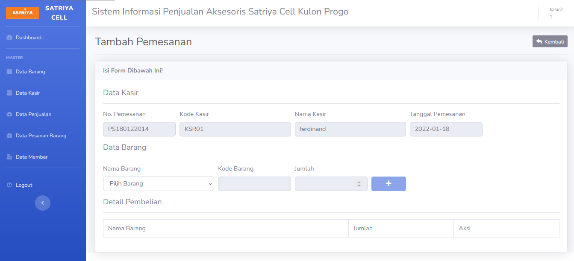 SATRIYA
SATRIYA CELL
Sistem Informasi Penjualan Aksesoris Satriya Cell Kulon Progo
Dashboard
MASTER
Data Barang
Data Kasir
Data Penjualan
Data Pesanan Barang
Data Member
Logout
Tambah Pemesanan
Kembali
Isi Form Dibawah Ini!
Data Kasir
No. Pemesanan
Kode Kasir
Nama Kasir
Tanggal Pemesanan
PS180122014
KSR01
ferdinand
2022-01-18
Data Barang
Nama Barang
Kode Barang
Jumlah
Pilih Barang
+
Detail Pembelian
Nama Barang
Jumlah
Aksi